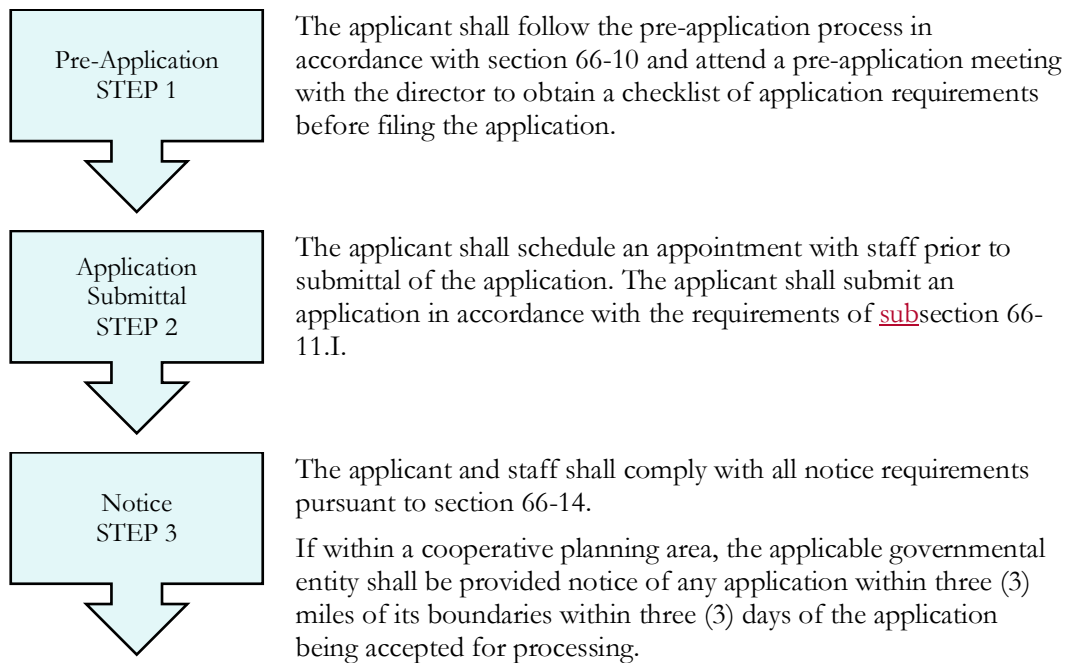 Pre-Application
STEP 1
The applicant shall follow the pre-application process in
accordance with section 66-10 and attend a pre-application meeting
with the director to obtain a checklist of application requirements
before filing the application.
Application
Submittal
STEP 2
The applicant shall schedule an appointment with staff prior to
submittal of the application. The applicant shall submit an
application in accordance with the requirements of subsection 66-
11.I.
Notice
STEP 3
The applicant and staff shall comply with all notice requirements
pursuant to section 66-14.
If within a cooperative planning area, the applicable governmental
entity shall be provided notice of any application within three (3)
miles of its boundaries within three (3) days of the application
being accepted for processing.